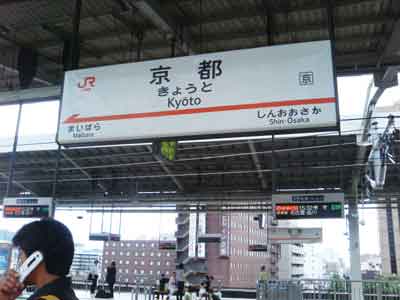 JR
京都
京
きょうと
Kyōto
まいばら
Maibara
しんおおさか
Shin-Osaka